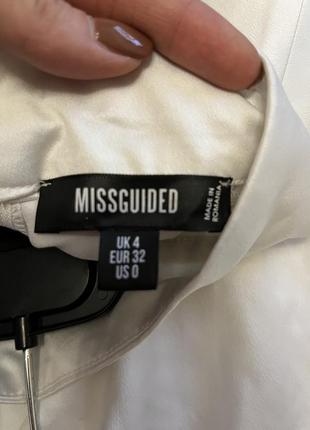 MISSGUIDED
MADE IN
ROMANIA
UK 4
EUR 32
US 0